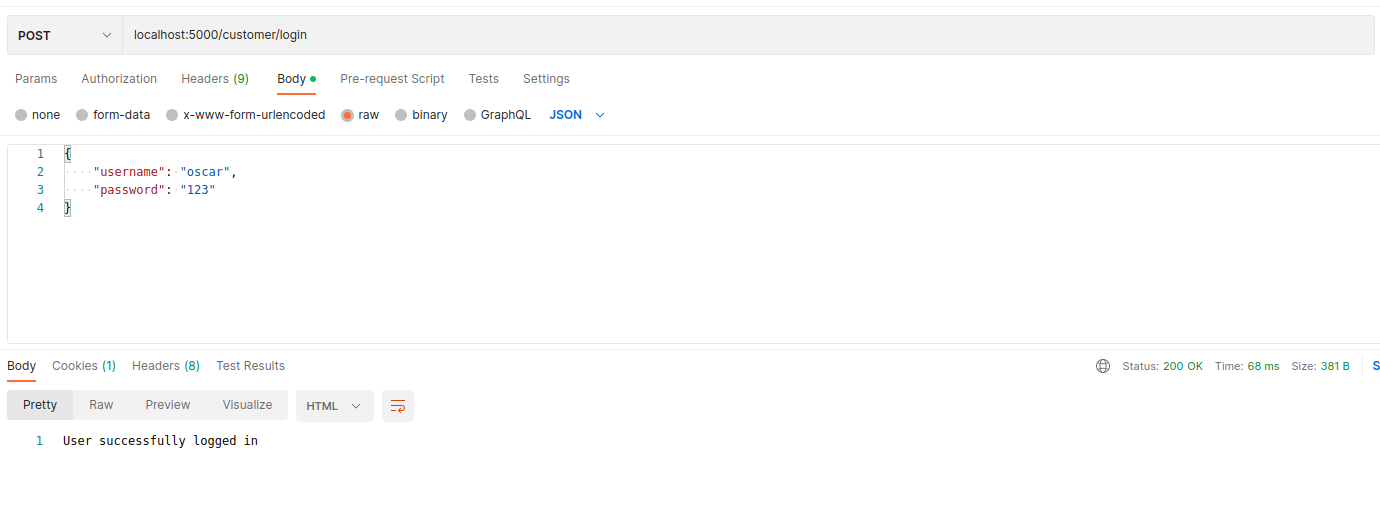 POST localhost:5000/customer/login
Params Authorization Headers (9) Body Pre-request Script Tests Settings
none form-data x-www-form-urlencoded raw binary GraphQL JSON
1 {
2 "username": "oscar",
3 "password": "123"
4 }
Body Cookies (1) Headers (8) Test Results Status: 200 OK Time: 68 ms Size: 381 B S
Pretty Raw Preview Visualize HTML
1 User successfully logged in